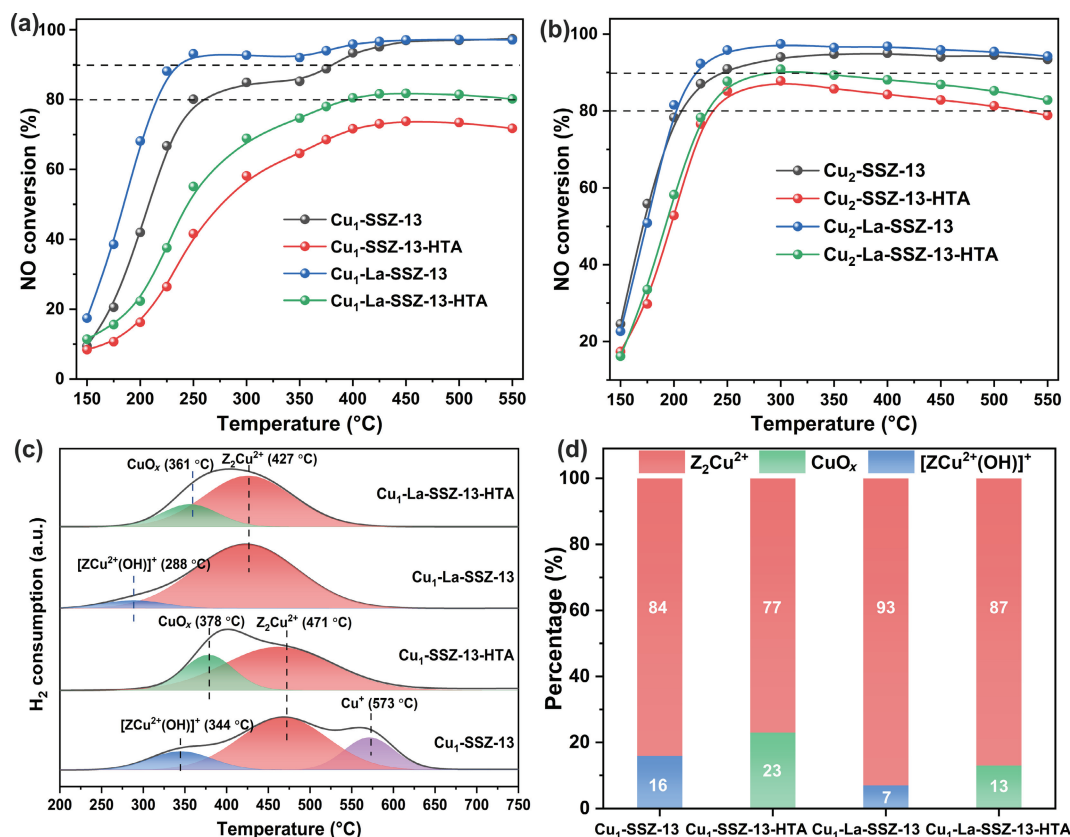 (a)
100
80
60
40
20
0
NO conversion (%)
Cu₁-SSZ-13
Cu₁-SSZ-13-HTA
Cu₁-La-SSZ-13
Cu₁-La-SSZ-13-HTA
150 200 250 300 350 400 450 500 550
Temperature (°C)
(b)
100
80
60
40
20
NO conversion (%)
Cu₂-SSZ-13
Cu₂-SSZ-13-HTA
Cu₂-La-SSZ-13
Cu₂-La-SSZ-13-HTA
150 200 250 300 350 400 450 500 550
Temperature (°C)
(c)
H₂ consumption (a.u.)
CuOₓ (361 °C)
Z₂Cu²⁺ (427 °C)
Cu₁-La-SSZ-13-HTA
[ZCu²⁺(OH)]⁺ (288 °C)
Cu₁-La-SSZ-13
CuOₓ (378 °C)
Z₂Cu²⁺ (471 °C)
Cu₁-SSZ-13-HTA
Cu⁺ (573 °C)
[ZCu²⁺(OH)]⁺ (344 °C)
Cu₁-SSZ-13
200 250 300 350 400 450 500 550 600 650 700 750
Temperature (°C)
(d)
Z₂Cu²⁺ CuOₓ [ZCu²⁺(OH)]⁺
100
80
60
40
20
0
Percentage (%)
84 77 93 87
16 23 7 13
Cu₁-SSZ-13 Cu₁-SSZ-13-HTA Cu₁-La-SSZ-13 Cu₁-La-SSZ-13-HTA